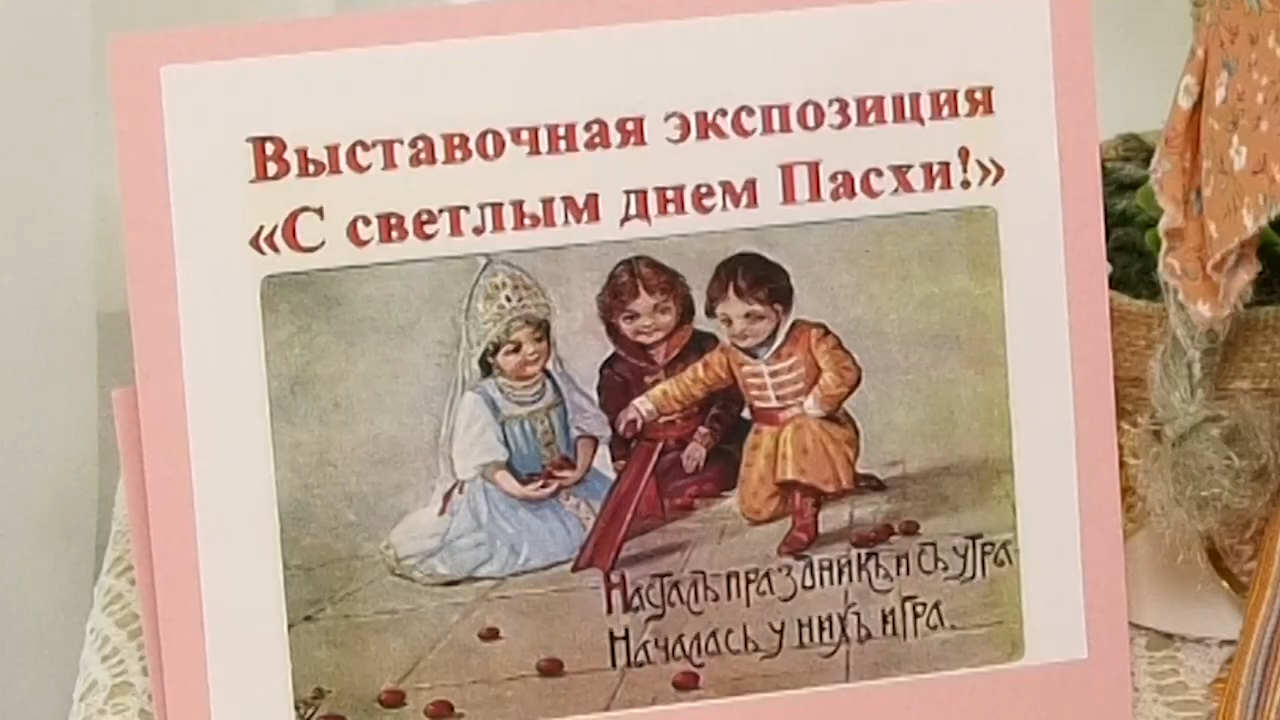 Выставочная экспозиция
«С светлым днем Пасхи!»
Насталъ праздникъ и съ утра
Началась у нихъ игра.